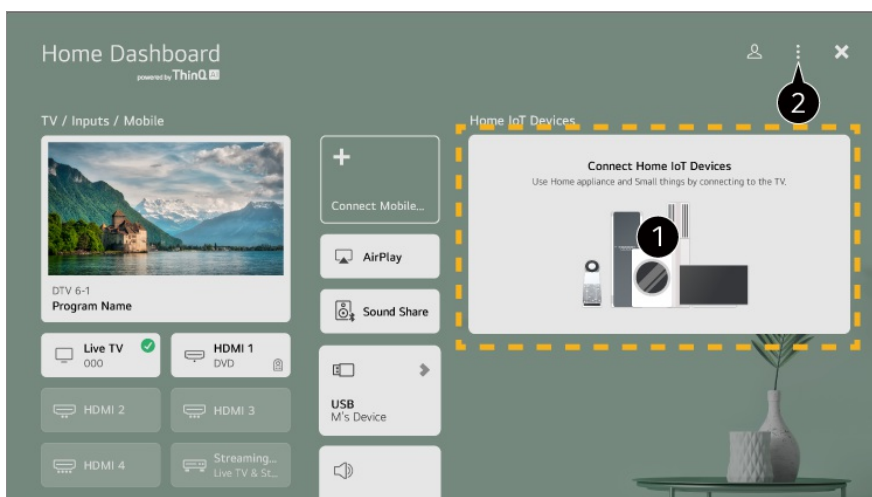 Home Dashboard
powered by ThinQ AI
2
TV / Inputs / Mobile
Home IoT Devices
DTV 6-1
Program Name
Live TV
000
HDMI 1
DVD
HDMI 2
HDMI 3
HDMI 4
Streaming...
Live TV & St...
+
Connect Mobile...
AirPlay
Sound Share
USB
M's Device
Connect Home IoT Devices
Use Home appliance and Small things by connecting to the TV.
1